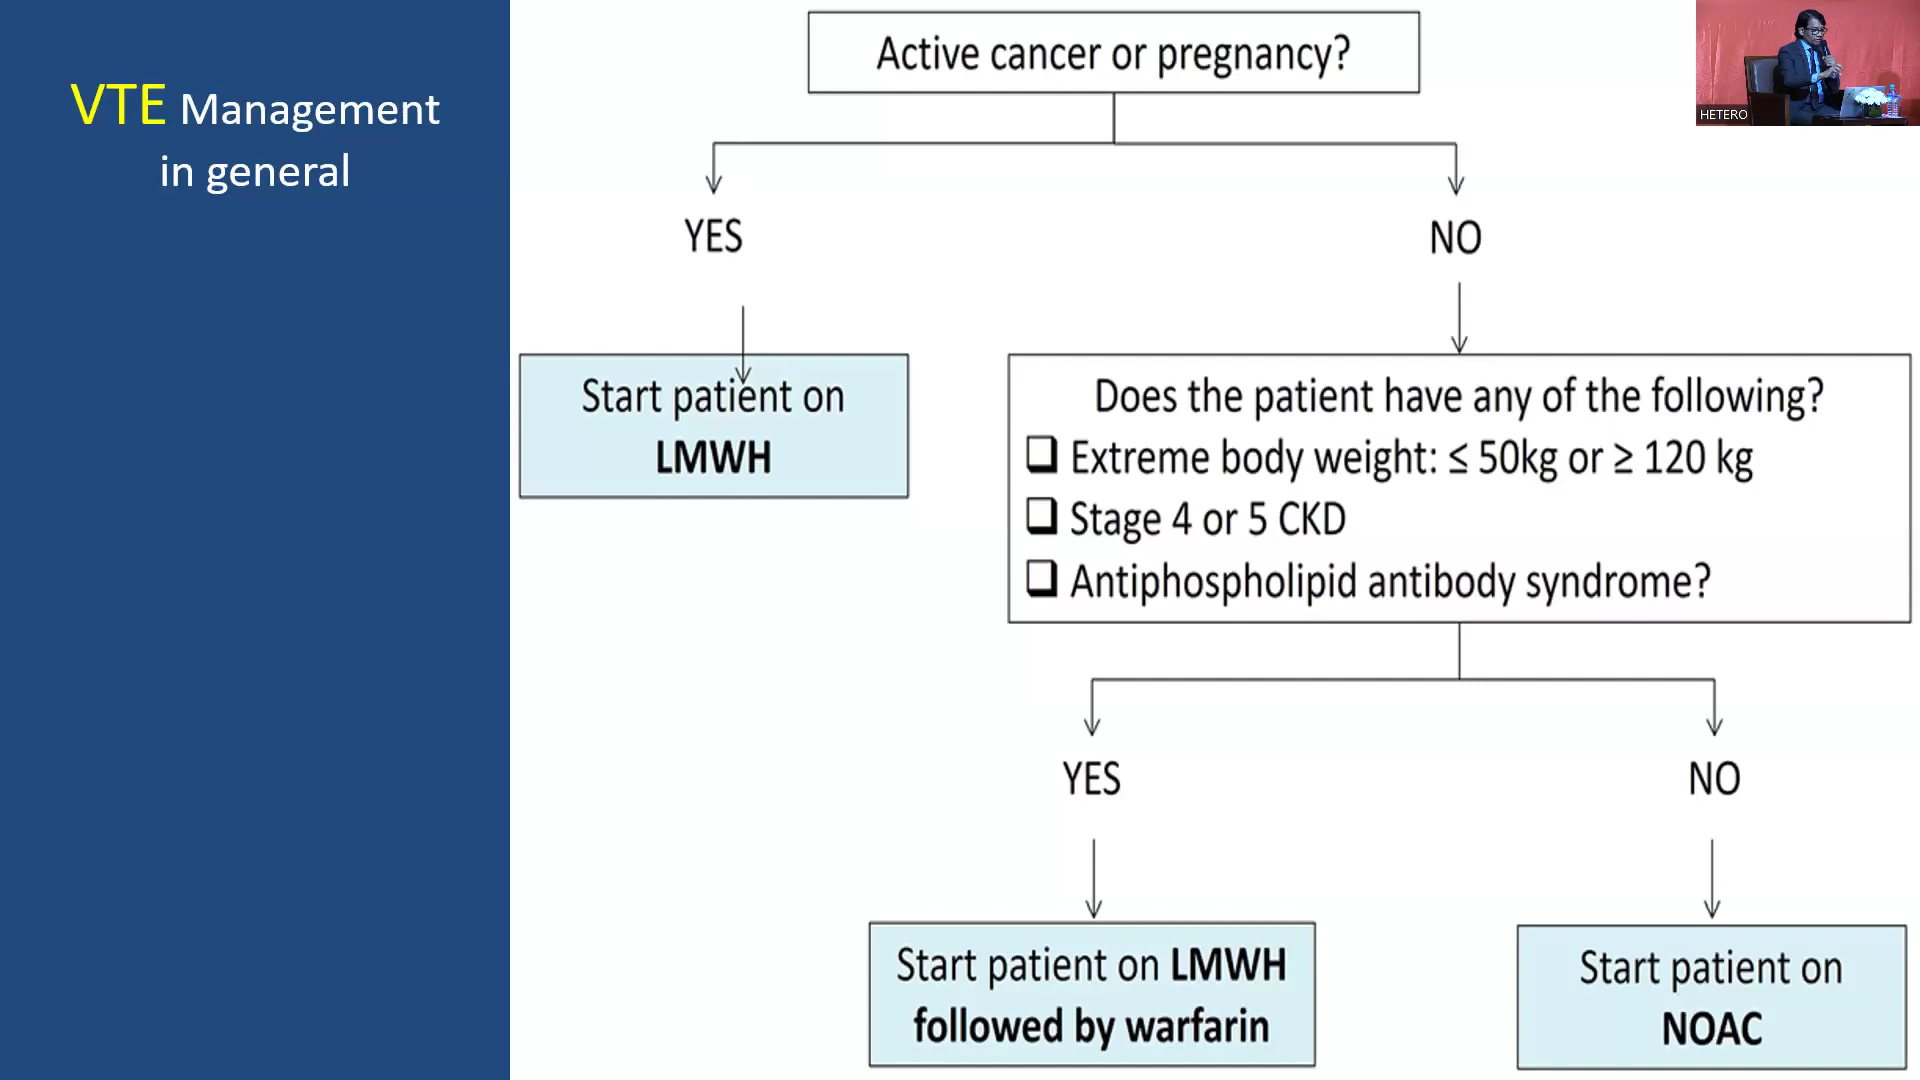 VTE Management
in general
Active cancer or pregnancy?
HETERO
YES
NO
Start patient on
LMWH
Does the patient have any of the following?
❑ Extreme body weight: ≤ 50kg or ≥ 120 kg
❑ Stage 4 or 5 CKD
❑ Antiphospholipid antibody syndrome?
YES
NO
Start patient on LMWH
followed by warfarin
Start patient on
NOAC